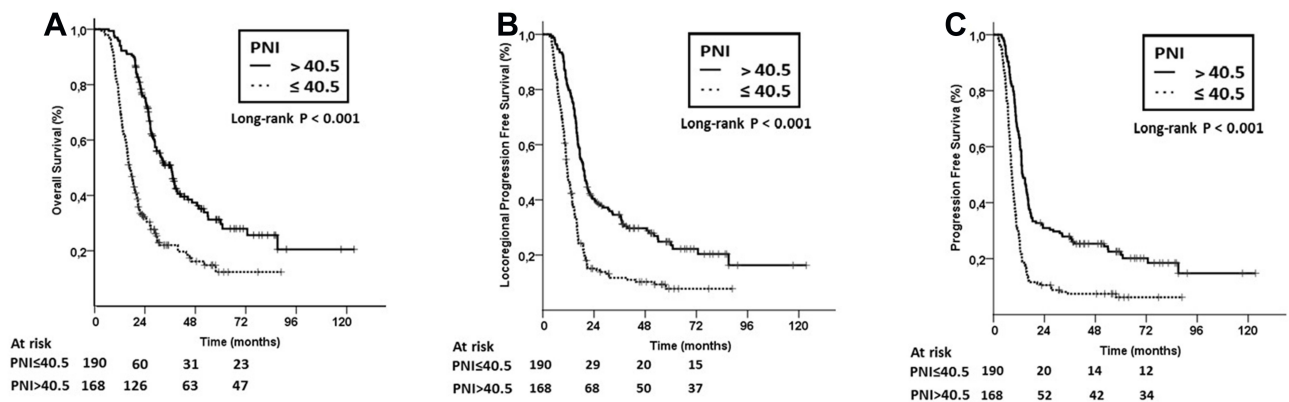 A
Overall Survival (%)
1,0
0,8
0,6
0,4
0,2
PNI
> 40.5
≤ 40.5
Long-rank P < 0.001
0 24 48 72 96 120
Time (months)
At risk
PNI≤40.5 190 60 31 23
PNI>40.5 168 126 63 47
B
Locoregional Progression Free Survival (%)
1,0
0,8
0,6
0,4
0,2
PNI
> 40.5
≤ 40.5
Long-rank P < 0.001
0 24 48 72 96 120
Time (months)
At risk
PNI≤40.5 190 29 20 15
PNI>40.5 168 68 50 37
C
Progression Free Surviva (%)
1,0
0,8
0,6
0,4
0,2
PNI
> 40.5
≤ 40.5
Long-rank P < 0.001
0 24 48 72 96 120
Time (months)
At risk
PNI≤40.5 190 20 14 12
PNI>40.5 168 52 42 34